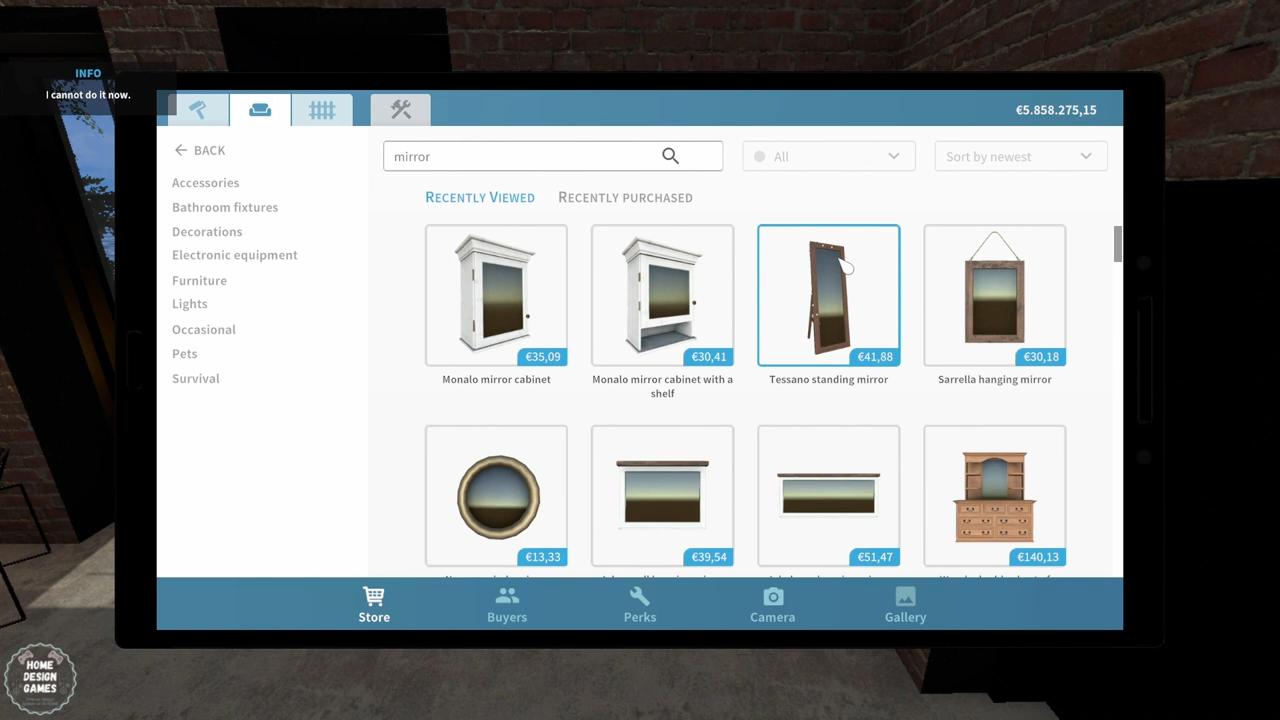 INFO
I cannot do it now.
€5.858.275,15
BACK
mirror
All
Sort by newest
Accessories
Bathroom fixtures
Decorations
Electronic equipment
Furniture
Lights
Occasional
Pets
Survival
RECENTLY VIEWED
RECENTLY PURCHASED
€35,09
€30,41
€41,88
€30,18
Monalo mirror cabinet
Monalo mirror cabinet with a
shelf
Tessano standing mirror
Sarrella hanging mirror
€13,33
€39,54
€51,47
€140,13
Store
Buyers
Perks
Camera
Gallery
HOME
DESIGN
GAMES